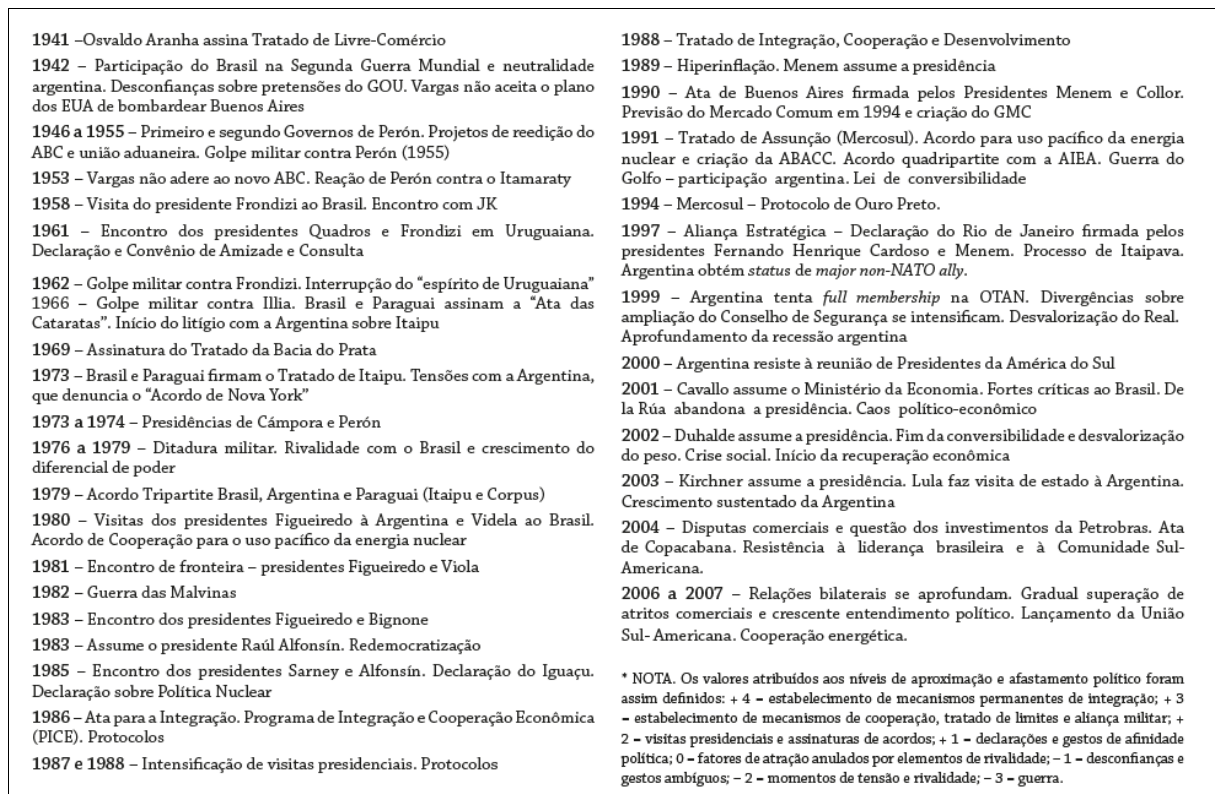 1941 –Osvaldo Aranha assina Tratado de Livre-Comércio
1942 – Participação do Brasil na Segunda Guerra Mundial e neutralidade
argentina. Desconfianças sobre pretensões do GOU. Vargas não aceita o plano
dos EUA de bombardear Buenos Aires
1946 a 1955 – Primeiro e segundo Governos de Perón. Projetos de reedição do
ABC e união aduaneira. Golpe militar contra Perón (1955)
1953 – Vargas não adere ao novo ABC. Reação de Perón contra o Itamaraty
1958 – Visita do presidente Frondizi ao Brasil. Encontro com JK
1961 – Encontro dos presidentes Quadros e Frondizi em Uruguaiana.
Declaração e Convênio de Amizade e Consulta
1962 – Golpe militar contra Frondizi. Interrupção do “espírito de Uruguaiana”
1966 – Golpe militar contra Illia. Brasil e Paraguai assinam a “Ata das
Cataratas”. Início do litígio com a Argentina sobre Itaipu
1969 – Assinatura do Tratado da Bacia do Prata
1973 – Brasil e Paraguai firmam o Tratado de Itaipu. Tensões com a Argentina,
que denuncia o “Acordo de Nova York”
1973 a 1974 – Presidências de Cámpora e Perón
1976 a 1979 – Ditadura militar. Rivalidade com o Brasil e crescimento do
diferencial de poder
1979 – Acordo Tripartite Brasil, Argentina e Paraguai (Itaipu e Corpus)
1980 – Visitas dos presidentes Figueiredo à Argentina e Videla ao Brasil.
Acordo de Cooperação para o uso pacífico da energia nuclear
1981 – Encontro de fronteira – presidentes Figueiredo e Viola
1982 – Guerra das Malvinas
1983 – Encontro dos presidentes Figueiredo e Bignone
1983 – Assume o presidente Raúl Alfonsín. Redemocratização
1985 – Encontro dos presidentes Sarney e Alfonsín. Declaração do Iguaçu.
Declaração sobre Política Nuclear
1986 – Ata para a Integração. Programa de Integração e Cooperação Econômica
(PICE). Protocolos
1987 e 1988 – Intensificação de visitas presidenciais. Protocolos
1988 – Tratado de Integração, Cooperação e Desenvolvimento
1989 – Hiperinflação. Menem assume a presidência
1990 – Ata de Buenos Aires firmada pelos Presidentes Menem e Collor.
Previsão do Mercado Comum em 1994 e criação do GMC
1991 – Tratado de Assunção (Mercosul). Acordo para uso pacífico da energia
nuclear e criação da ABACC. Acordo quadripartite com a AIEA. Guerra do
Golfo – participação argentina. Lei de conversibilidade
1994 – Mercosul – Protocolo de Ouro Preto.
1997 – Aliança Estratégica – Declaração do Rio de Janeiro firmada pelos
presidentes Fernando Henrique Cardoso e Menem. Processo de Itaipava.
Argentina obtém status de major non-NATO ally.
1999 – Argentina tenta full membership na OTAN. Divergências sobre
ampliação do Conselho de Segurança se intensificam. Desvalorização do Real.
Aprofundamento da recessão argentina
2000 – Argentina resiste à reunião de Presidentes da América do Sul
2001 – Cavallo assume o Ministério da Economia. Fortes críticas ao Brasil. De
la Rúa abandona a presidência. Caos político-econômico
2002 – Duhalde assume a presidência. Fim da conversibilidade e desvalorização
do peso. Crise social. Início da recuperação econômica
2003 – Kirchner assume a presidência. Lula faz visita de estado à Argentina.
Crescimento sustentado da Argentina
2004 – Disputas comerciais e questão dos investimentos da Petrobras. Ata
de Copacabana. Resistência à liderança brasileira e à Comunidade Sul-
Americana.
2006 a 2007 – Relações bilaterais se aprofundam. Gradual superação de
atritos comerciais e crescente entendimento político. Lançamento da União
Sul- Americana. Cooperação energética.
* NOTA. Os valores atribuídos aos níveis de aproximação e afastamento político foram
assim definidos: + 4 – estabelecimento de mecanismos permanentes de integração; + 3
– estabelecimento de mecanismos de cooperação, tratado de limites e aliança militar; +
2 – visitas presidenciais e assinaturas de acordos; + 1 – declarações e gestos de afinidade
política; 0 – fatores de atração anulados por elementos de rivalidade; – 1 – desconfianças e
gestos ambíguos; – 2 – momentos de tensão e rivalidade; – 3 – guerra.